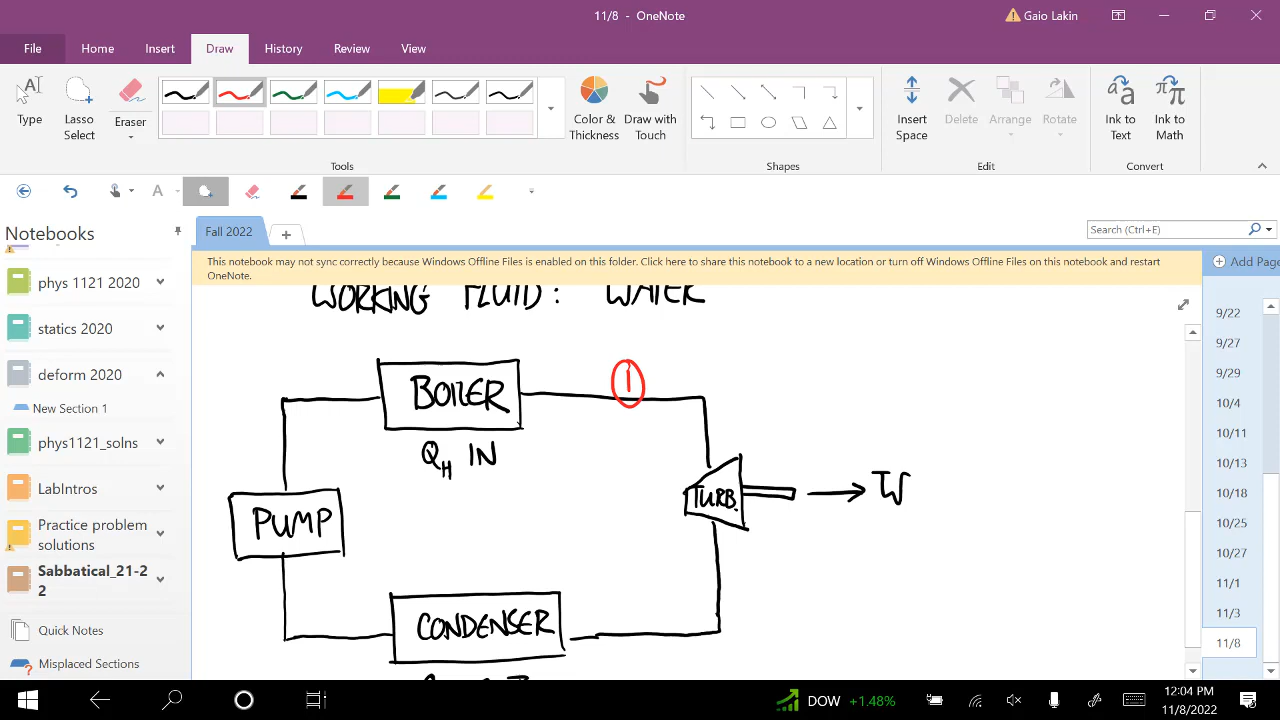 11/8 - OneNote
Gaio Lakin
File Home Insert Draw History Review View
Type
Lasso Select
Eraser
Color & Thickness
Draw with Touch
Insert Space
Delete
Arrange
Rotate
Ink to Text
Ink to Math
Tools
Shapes
Edit
Convert
Notebooks
Fall 2022
Search (Ctrl+E)
This notebook may not sync correctly because Windows Offline Files is enabled on this folder. Click here to share this notebook to a new location or turn off Windows Offline Files on this notebook and restart
OneNote.
Add Page
phys 1121 2020
statics 2020
deform 2020
New Section 1
phys1121_solns
LabIntros
Practice problem
solutions
Sabbatical_21-2
2
Quick Notes
Misplaced Sections
WORKING FLUID: WATER
BOILER
1
QH IN
TURB.
W
PUMP
CONDENSER
9/22
9/27
9/29
10/4
10/11
10/13
10/18
10/25
10/27
11/1
11/3
11/8
DOW +1.48%
12:04 PM
11/8/2022